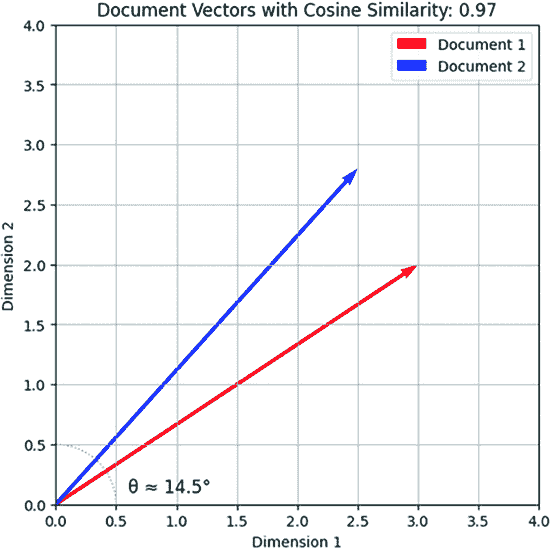 Document Vectors with Cosine Similarity: 0.97
Document 1
Document 2
4.0
3.5
3.0
2.5
2.0
1.5
1.0
0.5
0.0
Dimension 2
θ ≈ 14.5°
0.0 0.5 1.0 1.5 2.0 2.5 3.0 3.5 4.0
Dimension 1